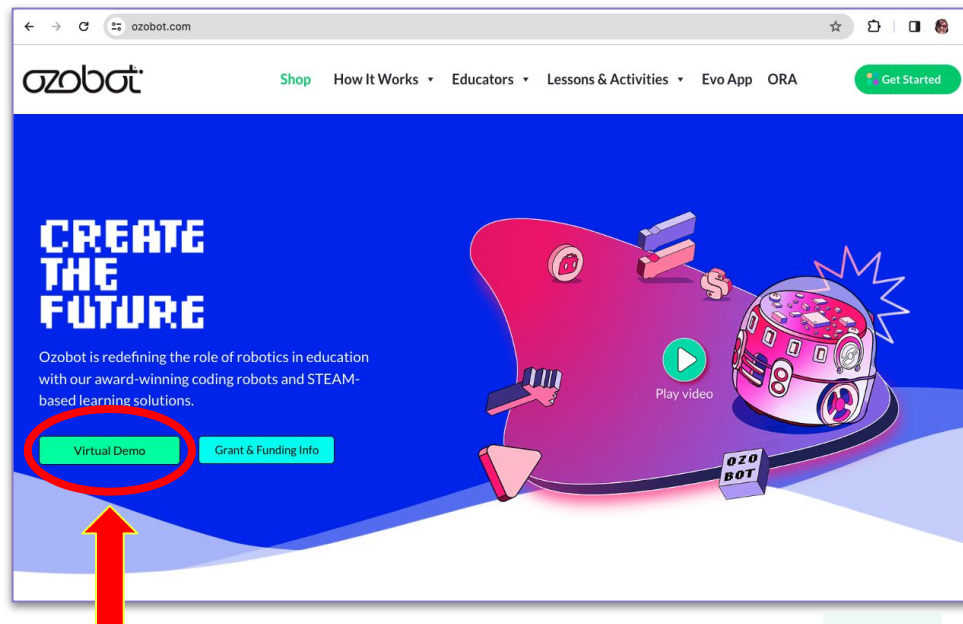 ozobot.com
ozobot
Shop How It Works Educators Lessons & Activities Evo App ORA Get Started
CREATE
THE
FUTURE
Ozobot is redefining the role of robotics in education
with our award-winning coding robots and STEAM-
based learning solutions.
Virtual Demo Grant & Funding Info
Play video
OZO
BOT